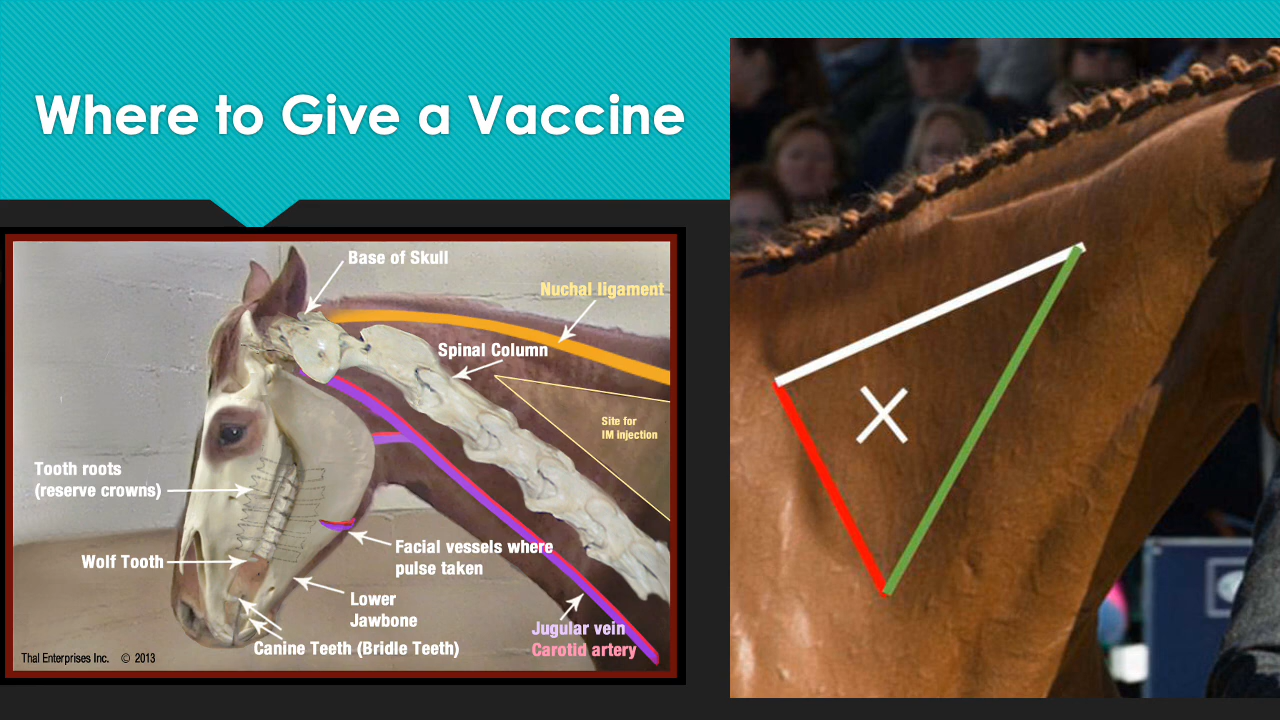 Where to Give a Vaccine
Base of Skull
Nuchal ligament
Spinal Column
Site for
IM injection
Tooth roots
(reserve crowns)
Wolf Tooth
Facial vessels where
pulse taken
Lower
Jawbone
Jugular vein
Carotid artery
Canine Teeth (Bridle Teeth)
Thal Enterprises Inc. © 2013